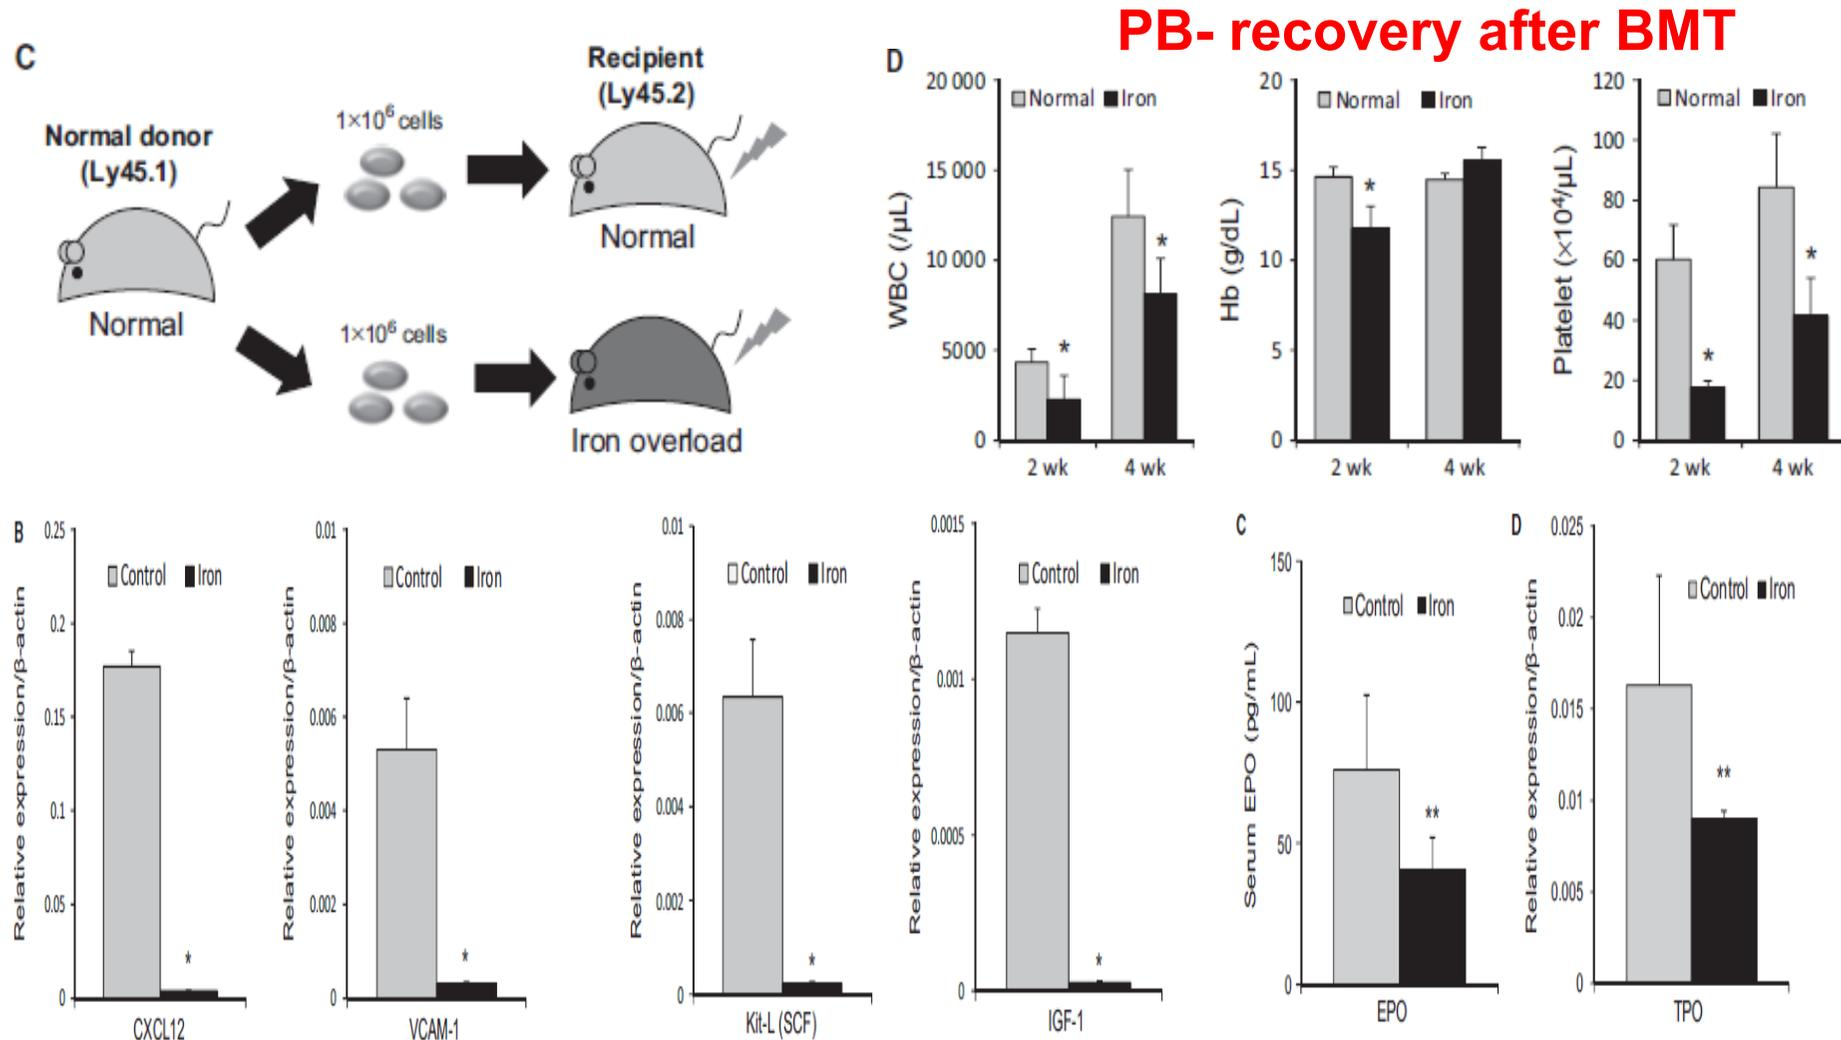 PB- recovery after BMT
C
Normal donor
(Ly45.1)
Normal
1×10⁶ cells
1×10⁶ cells
Recipient
(Ly45.2)
Normal
Iron overload
D
WBC (/μL)
20 000
15 000
10 000
5000
0
Normal Iron
2 wk 4 wk
Hb (g/dL)
20
15
10
5
0
Normal Iron
*
2 wk 4 wk
Platelet (×10⁴/μL)
120
100
80
60
40
20
0
Normal Iron
*
*
2 wk 4 wk
*
*
B
Relative expression/β-actin
0.25
0.2
0.15
0.1
0.05
0
Control Iron
*
CXCL12
Relative expression/β-actin
0.01
0.008
0.006
0.004
0.002
0
Control Iron
*
VCAM-1
Relative expression/β-actin
0.01
0.008
0.006
0.004
0.002
0
Control Iron
*
Kit-L (SCF)
Relative expression/β-actin
0.0015
0.001
0.0005
0
Control Iron
*
IGF-1
C
Serum EPO (pg/mL)
150
100
50
0
Control Iron
**
EPO
D
Relative expression/β-actin
0.025
0.02
0.015
0.01
0.005
0
Control Iron
**
TPO